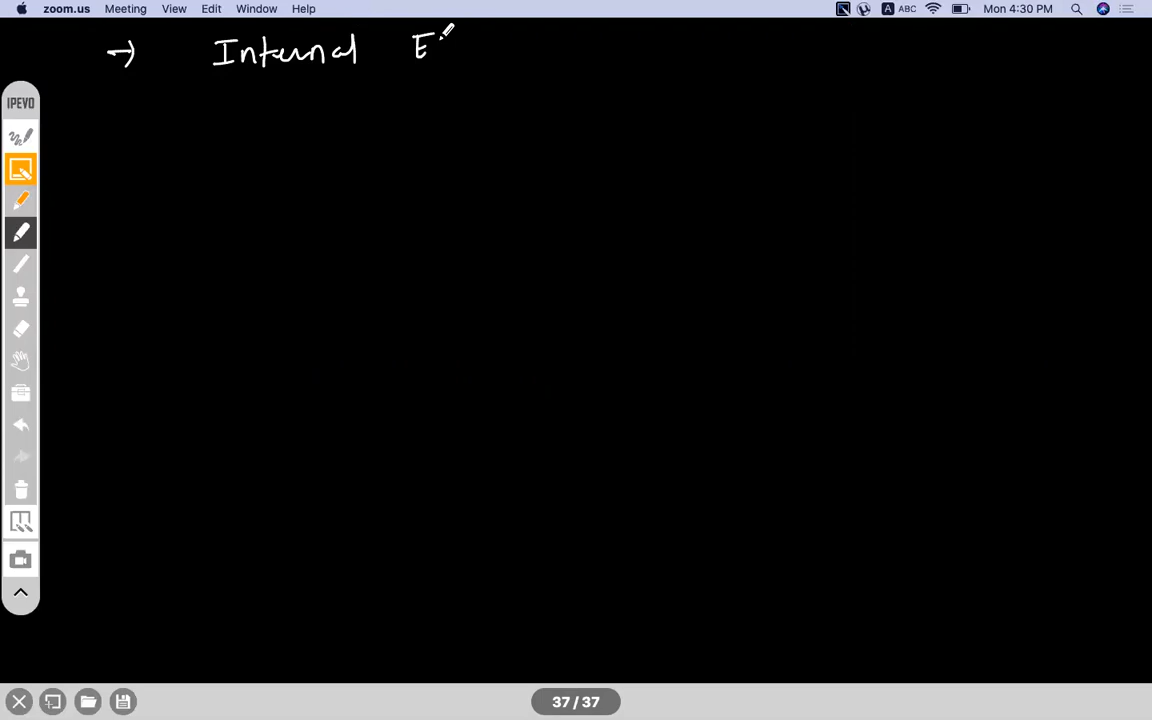 zoom.us Meeting View Edit Window Help A ABC Mon 4:30 PM
→ Internal E
IPEVO
37 / 37